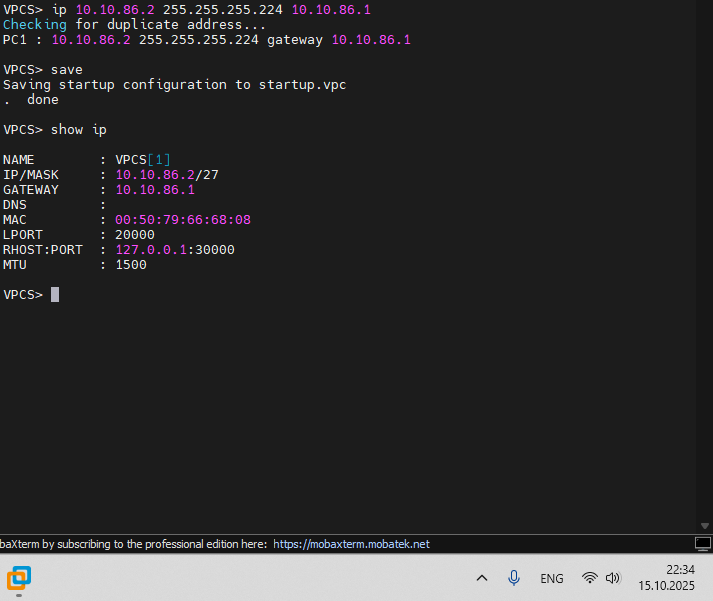 VPCS> ip 10.10.86.2 255.255.255.224 10.10.86.1
Checking for duplicate address...
PC1 : 10.10.86.2 255.255.255.224 gateway 10.10.86.1
VPCS> save
Saving startup configuration to startup.vpc
.  done
VPCS> show ip
NAME        : VPCS[1]
IP/MASK     : 10.10.86.2/27
GATEWAY     : 10.10.86.1
DNS         :
MAC         : 00:50:79:66:68:08
LPORT       : 20000
RHOST:PORT  : 127.0.0.1:30000
MTU         : 1500
VPCS>
baXterm by subscribing to the professional edition here: https://mobaxterm.mobatek.net
ENG
22:34
15.10.2025